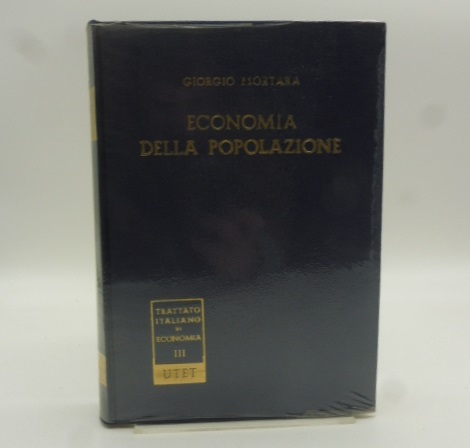 GIORGIO MORTARA
ECONOMIA
DELLA POPOLAZIONE
TRATTATO
ITALIANO
DI
ECONOMIA
III
UTET